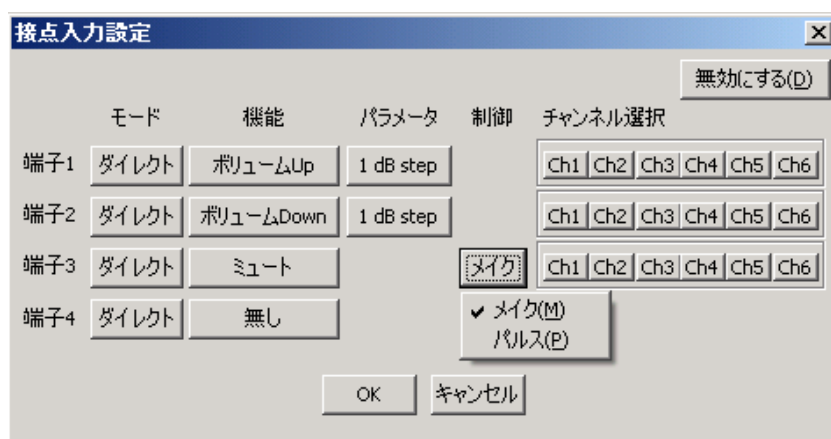 接点入力設定
無効にする(D)
モード 機能 パラメータ 制御 チャンネル選択
端子1 ダイレクト ボリュームUp 1 dB step Ch1 Ch2 Ch3 Ch4 Ch5 Ch6
端子2 ダイレクト ボリュームDown 1 dB step Ch1 Ch2 Ch3 Ch4 Ch5 Ch6
端子3 ダイレクト ミュート メイク Ch1 Ch2 Ch3 Ch4 Ch5 Ch6
端子4 ダイレクト 無し ✔ メイク(M)
パルス(P)
OK キャンセル